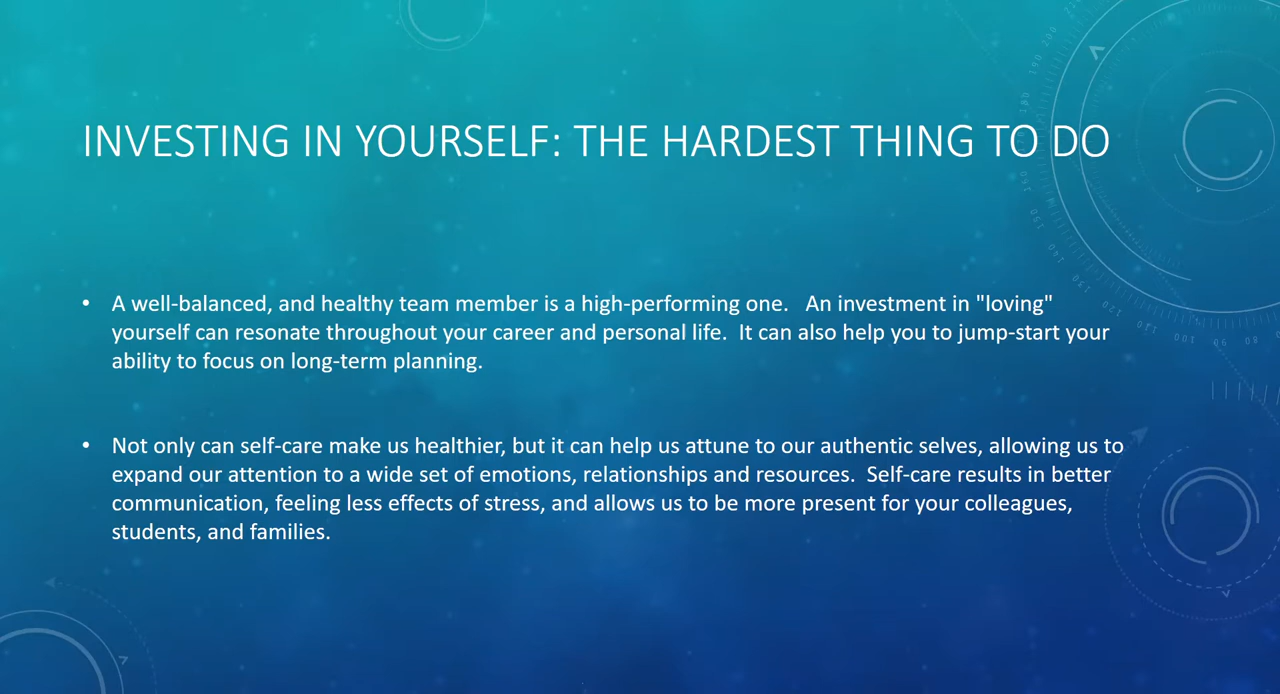 INVESTING IN YOURSELF: THE HARDEST THING TO DO
• A well-balanced, and healthy team member is a high-performing one.   An investment in "loving"
yourself can resonate throughout your career and personal life.  It can also help you to jump-start your
ability to focus on long-term planning.
• Not only can self-care make us healthier, but it can help us attune to our authentic selves, allowing us to
expand our attention to a wide set of emotions, relationships and resources.  Self-care results in better
communication, feeling less effects of stress, and allows us to be more present for your colleagues,
students, and families.